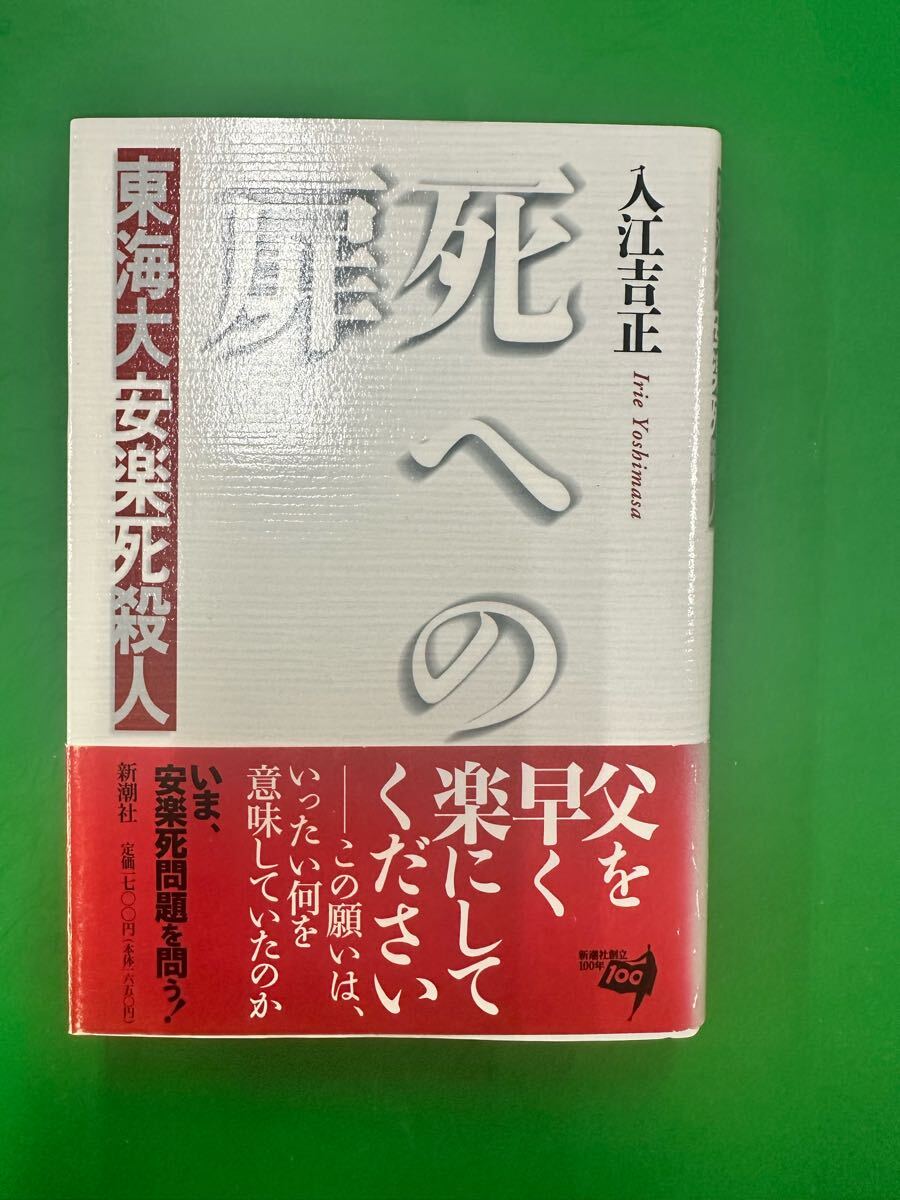 入江吉正
Irie Yoshimasa
死への
扉
東海大安楽死殺人
父を
早く
楽にして
ください
――この願いは、
いったい何を
意味していたのか
いま、
安楽死問題を問う!
新潮社
定価一七〇〇円(本体一六五〇円)
新潮社創立
100年
100